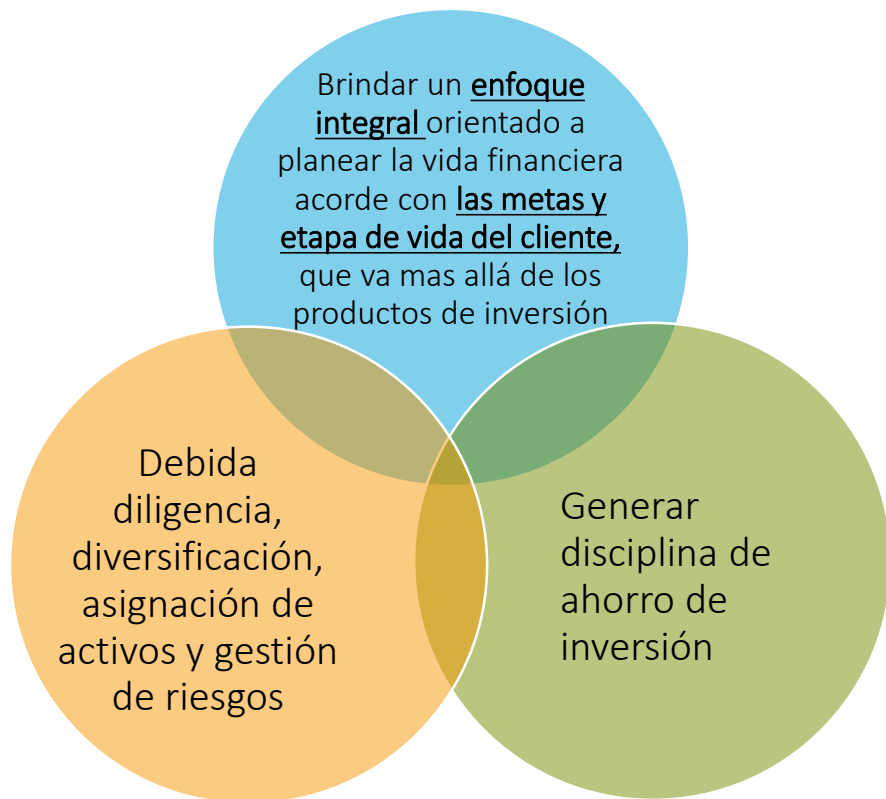 Brindar un enfoque
integral orientado a
planear la vida financiera
acorde con las metas y
etapa de vida del cliente,
que va mas allá de los
productos de inversión
Debida
diligencia,
diversificación,
asignación de
activos y gestión
de riesgos
Generar
disciplina de
ahorro de
inversión